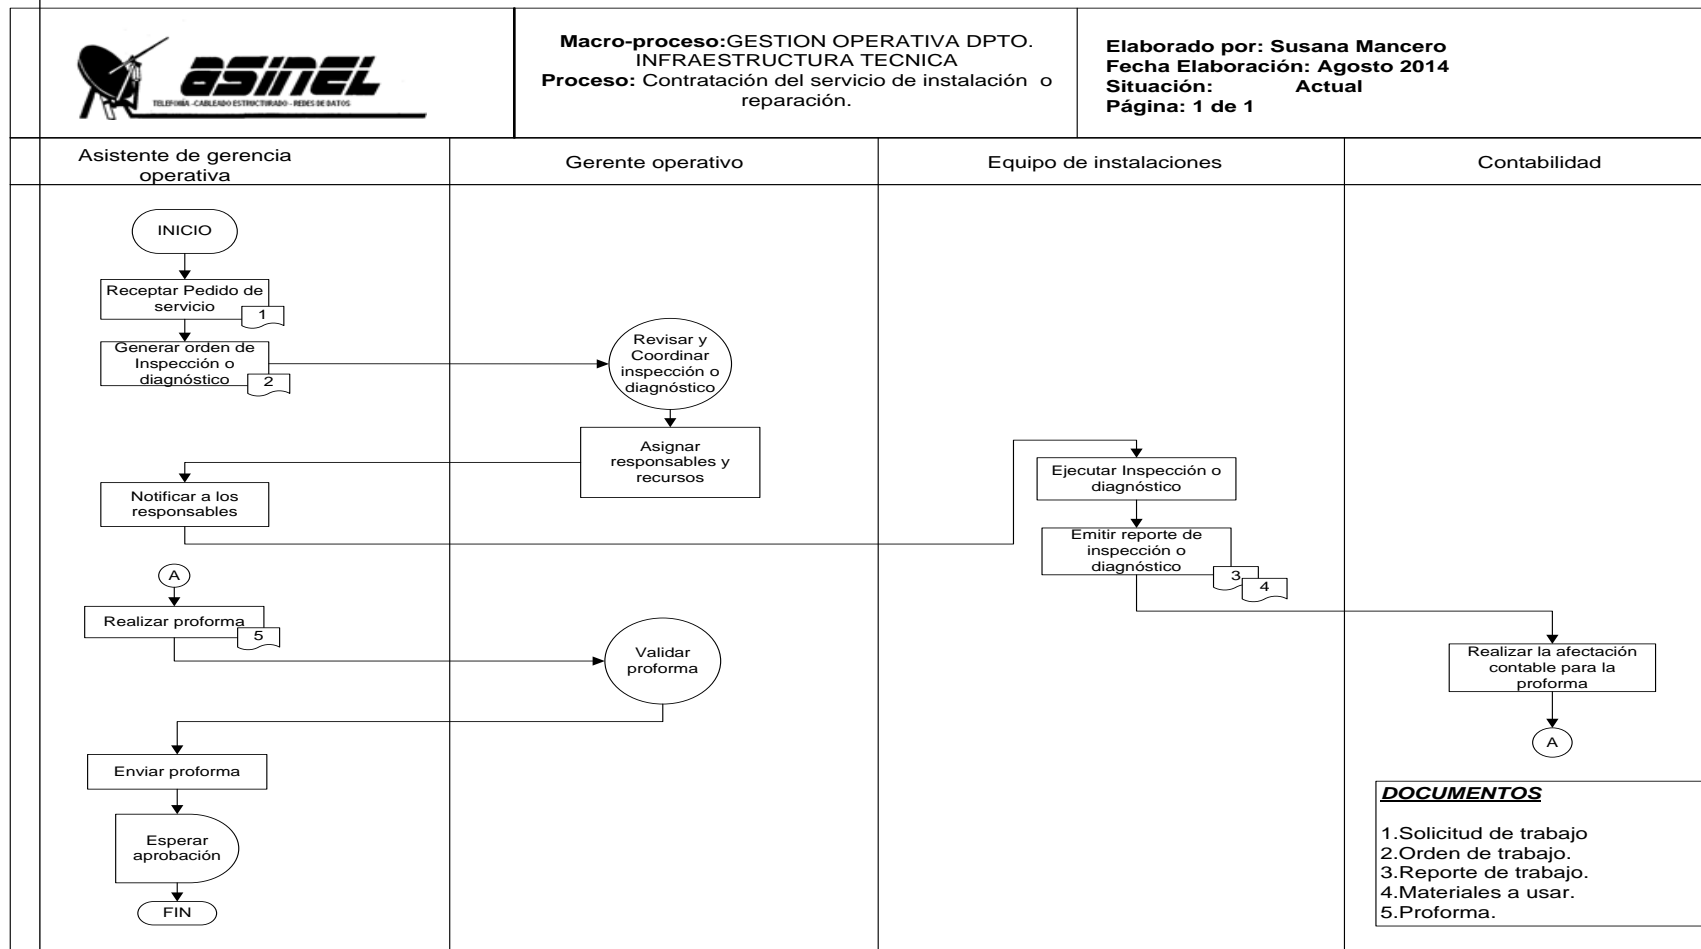 asinel
TELEFONÍA -CABLEADO ESTRUCTURADO - REDES DE DATOS
Macro-proceso:GESTION OPERATIVA DPTO.
INFRAESTRUCTURA TECNICA
Proceso: Contratación del servicio de instalación o
reparación.
Elaborado por: Susana Mancero
Fecha Elaboración: Agosto 2014
Situación: Actual
Página: 1 de 1
Asistente de gerencia
operativa
Gerente operativo
Equipo de instalaciones
Contabilidad
INICIO
Receptar Pedido de
servicio
1
Generar orden de
Inspección o
diagnóstico
2
Revisar y
Coordinar
inspección o
diagnóstico
Asignar
responsables y
recursos
Notificar a los
responsables
Ejecutar Inspección o
diagnóstico
Emitir reporte de
inspección o
diagnóstico
3
4
A
Realizar proforma
5
Validar
proforma
Realizar la afectación
contable para la
proforma
A
Enviar proforma
Esperar
aprobación
FIN
DOCUMENTOS
1.Solicitud de trabajo
2.Orden de trabajo.
3.Reporte de trabajo.
4.Materiales a usar.
5.Proforma.